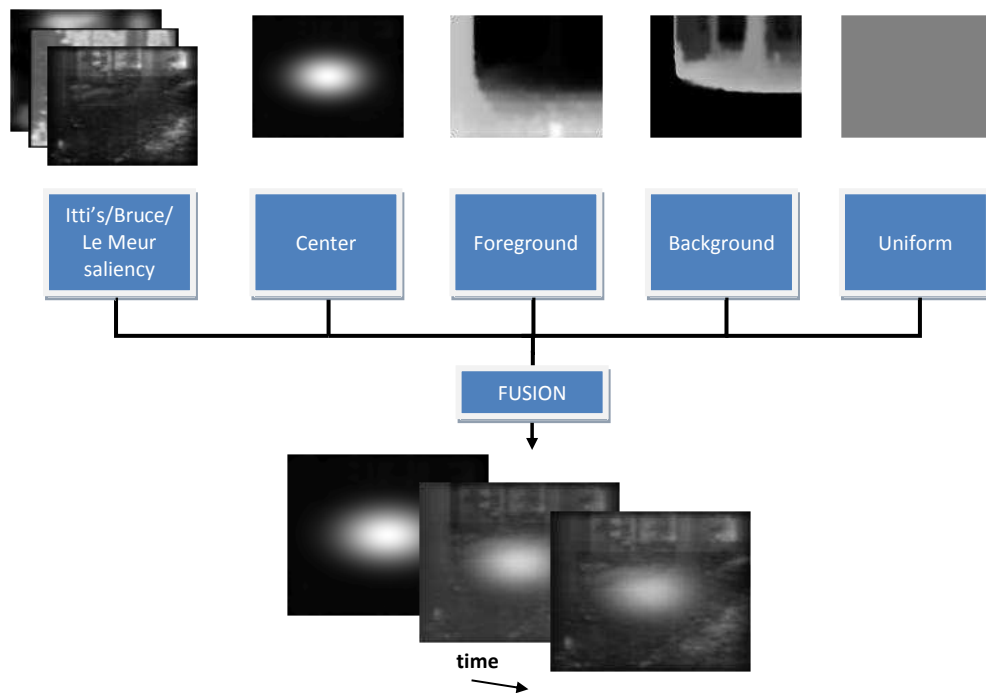 Itti's/Bruce/
Le Meur
saliency
Center
Foreground
Background
Uniform
FUSION
time